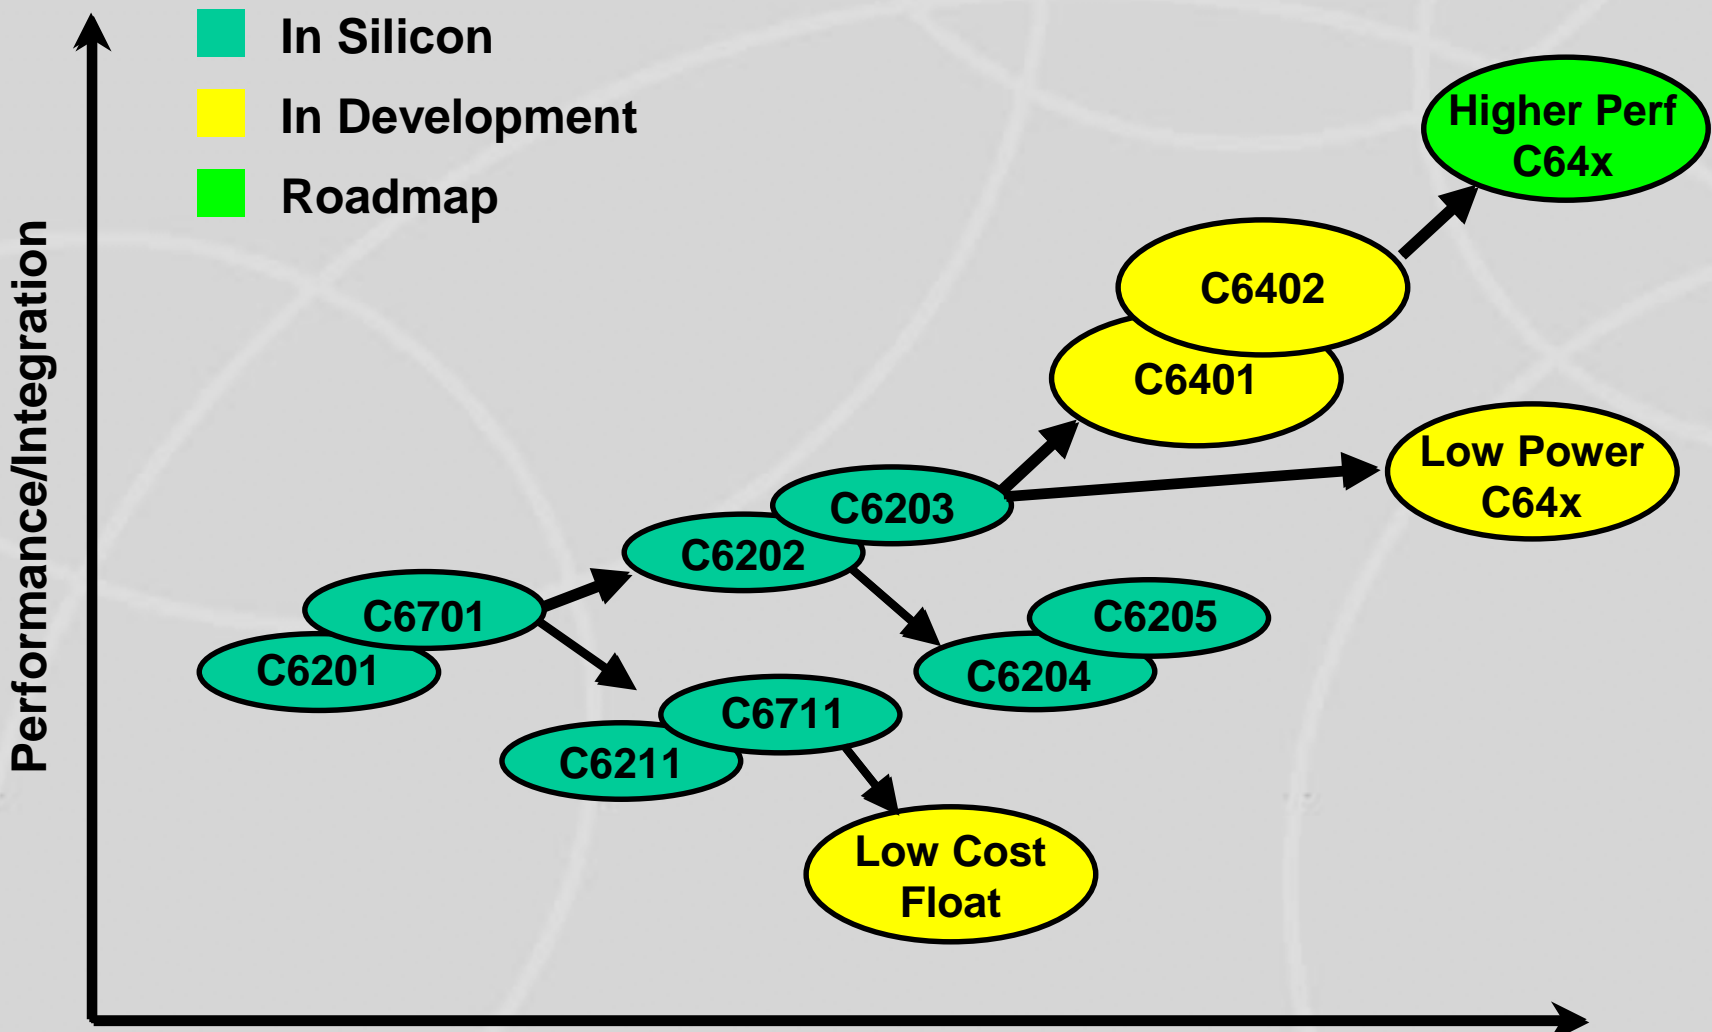 In Silicon
In Development
Roadmap
Performance/Integration
Higher Perf
C64x
C6402
C6401
Low Power
C64x
C6203
C6202
C6701
C6201
C6205
C6204
C6711
C6211
Low Cost
Float